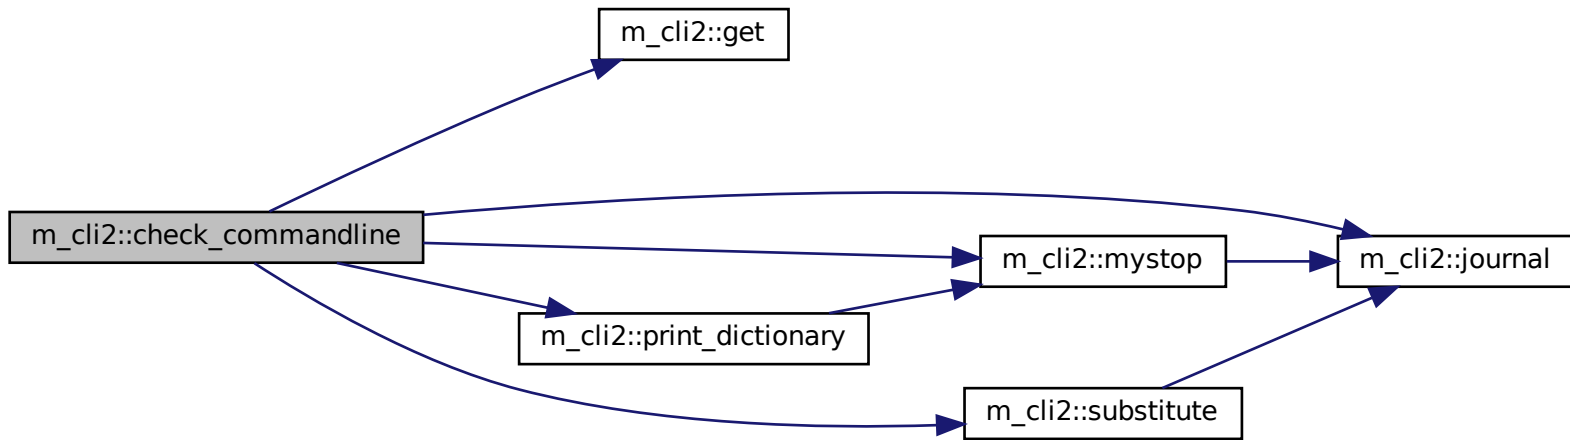 m_cli2::get
m_cli2::check_commandline
m_cli2::mystop
m_cli2::journal
m_cli2::print_dictionary
m_cli2::substitute